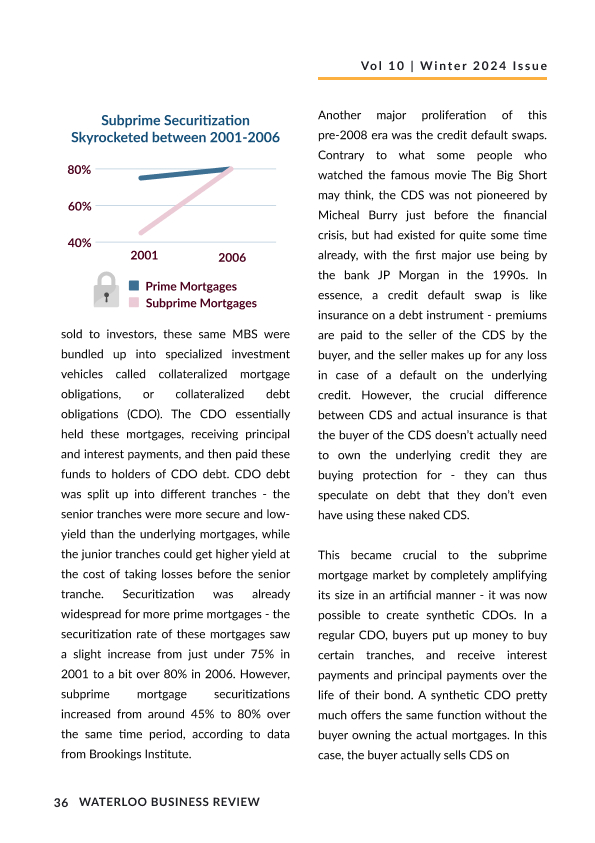 Vol 10 | Winter 2024 Issue
Subprime Securitization
Skyrocketed between 2001-2006
80%
60%
40%
2001
2006
Prime Mortgages
Subprime Mortgages
sold to investors, these same MBS were
bundled up into specialized investment
vehicles called collateralized mortgage
obligations, or collateralized debt
obligations (CDO). The CDO essentially
held these mortgages, receiving principal
and interest payments, and then paid these
funds to holders of CDO debt. CDO debt
was split up into different tranches - the
senior tranches were more secure and low-
yield than the underlying mortgages, while
the junior tranches could get higher yield at
the cost of taking losses before the senior
tranche. Securitization was already
widespread for more prime mortgages - the
securitization rate of these mortgages saw
a slight increase from just under 75% in
2001 to a bit over 80% in 2006. However,
subprime mortgage securitizations
increased from around 45% to 80% over
the same time period, according to data
from Brookings Institute.
Another major proliferation of this
pre-2008 era was the credit default swaps.
Contrary to what some people who
watched the famous movie The Big Short
may think, the CDS was not pioneered by
Micheal Burry just before the financial
crisis, but had existed for quite some time
already, with the first major use being by
the bank JP Morgan in the 1990s. In
essence, a credit default swap is like
insurance on a debt instrument - premiums
are paid to the seller of the CDS by the
buyer, and the seller makes up for any loss
in case of a default on the underlying
credit. However, the crucial difference
between CDS and actual insurance is that
the buyer of the CDS doesn't actually need
to own the underlying credit they are
buying protection for - they can thus
speculate on debt that they don't even
have using these naked CDS.
This became crucial to the subprime
mortgage market by completely amplifying
its size in an artificial manner - it was now
possible to create synthetic CDOs. In a
regular CDO, buyers put up money to buy
certain tranches, and receive interest
payments and principal payments over the
life of their bond. A synthetic CDO pretty
much offers the same function without the
buyer owning the actual mortgages. In this
case, the buyer actually sells CDS on
36 WATERLOO BUSINESS REVIEW